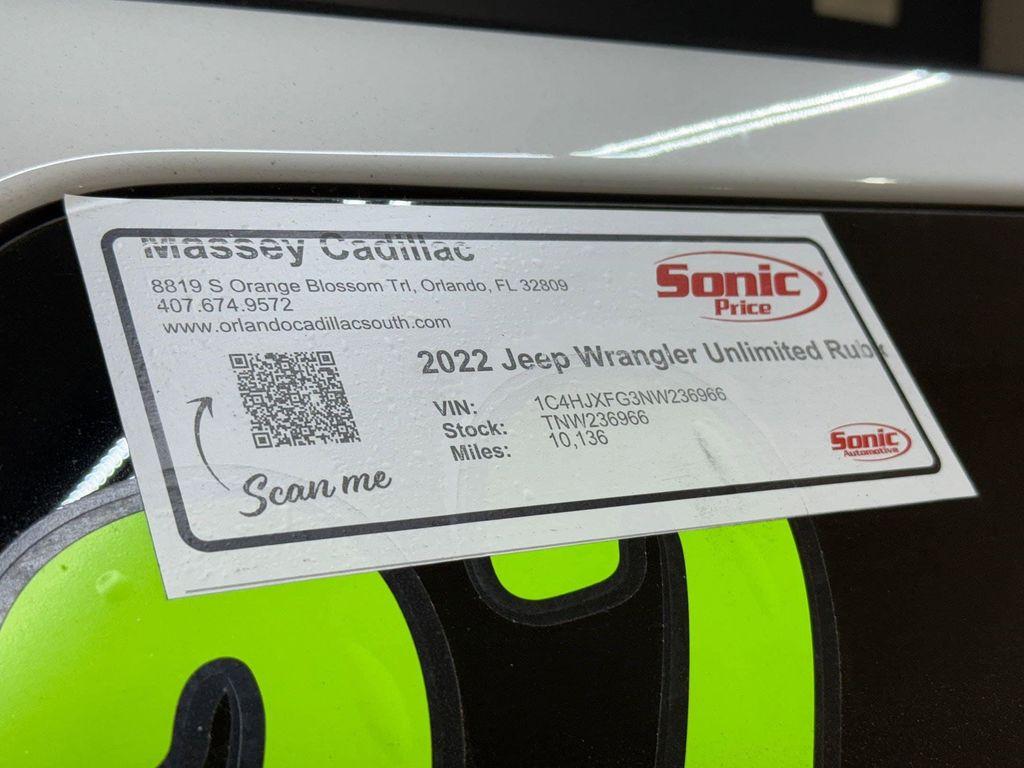 Massey Cadillac
8819 S Orange Blossom Trl, Orlando, FL 32809
407.674.9572
www.orlandocadillacsouth.com
Sonic
Price
2022 Jeep Wrangler Unlimited Rubi
VIN: 1C4HJXFG3NW236966
Stock: TNW236966
Miles: 10,136
Scan me
Sonic
Automotive